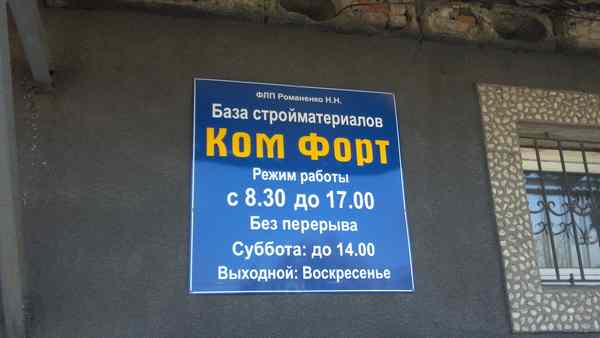 ФЛП Романенко Н.Н.
База стройматериалов
Ком Форт
Режим работы
с 8.30 до 17.00
Без перерыва
Суббота: до 14.00
Выходной: Воскресенье